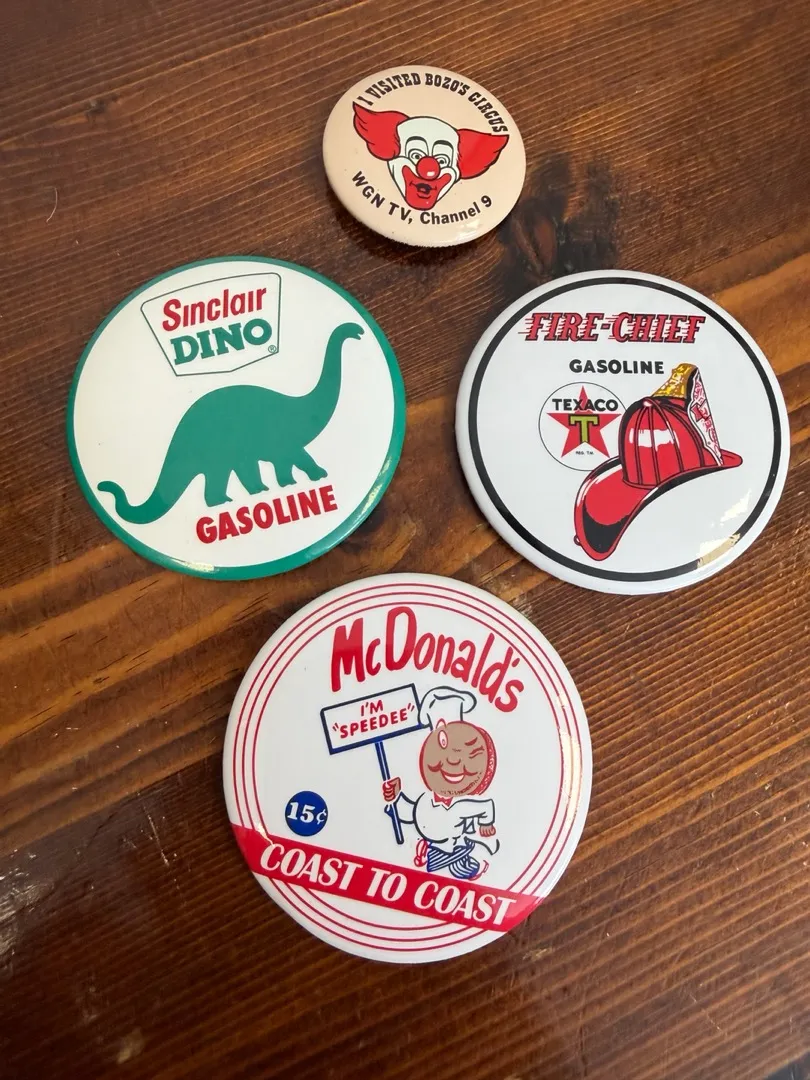 I VISITED BOZO'S CIRCUS
WGN TV, Channel 9
Sinclair
DINO®
GASOLINE
FIRE-CHIEF
GASOLINE
TEXACO
T
REG. T.M.
McDonald's
I'M
"SPEEDEE"
15¢
COAST TO COAST